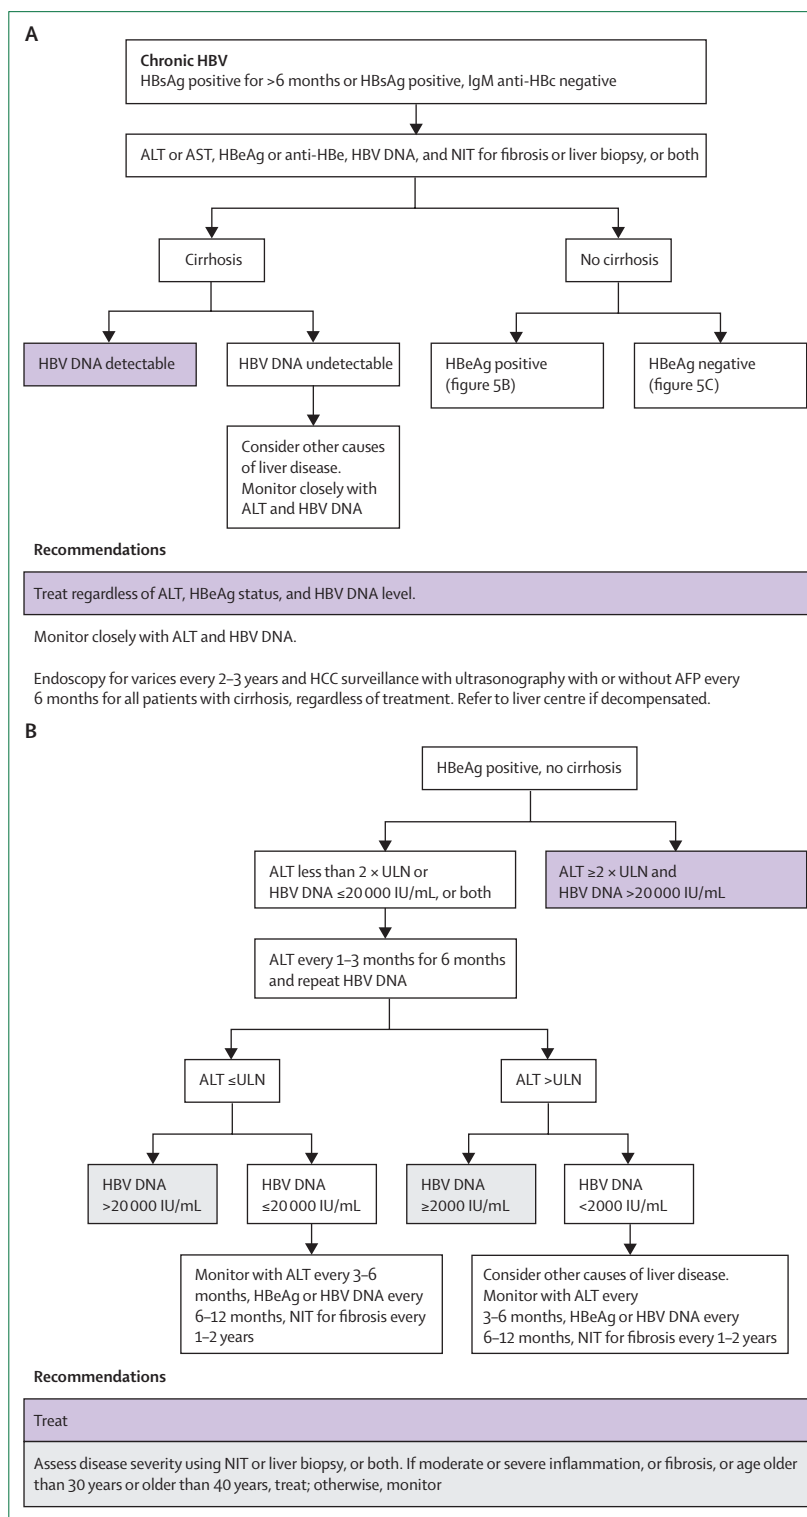 A
Chronic HBV
HBsAg positive for >6 months or HBsAg positive, IgM anti-HBc negative
ALT or AST, HBeAg or anti-HBe, HBV DNA, and NIT for fibrosis or liver biopsy, or both
Cirrhosis
No cirrhosis
HBV DNA detectable
HBV DNA undetectable
HBeAg positive
(figure 5B)
HBeAg negative
(figure 5C)
Consider other causes
of liver disease.
Monitor closely with
ALT and HBV DNA
Recommendations
Treat regardless of ALT, HBeAg status, and HBV DNA level.
Monitor closely with ALT and HBV DNA.
Endoscopy for varices every 2–3 years and HCC surveillance with ultrasonography with or without AFP every
6 months for all patients with cirrhosis, regardless of treatment. Refer to liver centre if decompensated.
B
HBeAg positive, no cirrhosis
ALT less than 2 × ULN or
HBV DNA ≤20 000 IU/mL, or both
ALT ≥2 × ULN and
HBV DNA >20 000 IU/mL
ALT every 1–3 months for 6 months
and repeat HBV DNA
ALT ≤ULN
ALT >ULN
HBV DNA
>20 000 IU/mL
HBV DNA
≤20 000 IU/mL
HBV DNA
≥2000 IU/mL
HBV DNA
<2000 IU/mL
Monitor with ALT every 3–6
months, HBeAg or HBV DNA every
6–12 months, NIT for fibrosis every
1–2 years
Consider other causes of liver disease.
Monitor with ALT every
3–6 months, HBeAg or HBV DNA every
6–12 months, NIT for fibrosis every 1–2 years
Recommendations
Treat
Assess disease severity using NIT or liver biopsy, or both. If moderate or severe inflammation, or fibrosis, or age older
than 30 years or older than 40 years, treat; otherwise, monitor